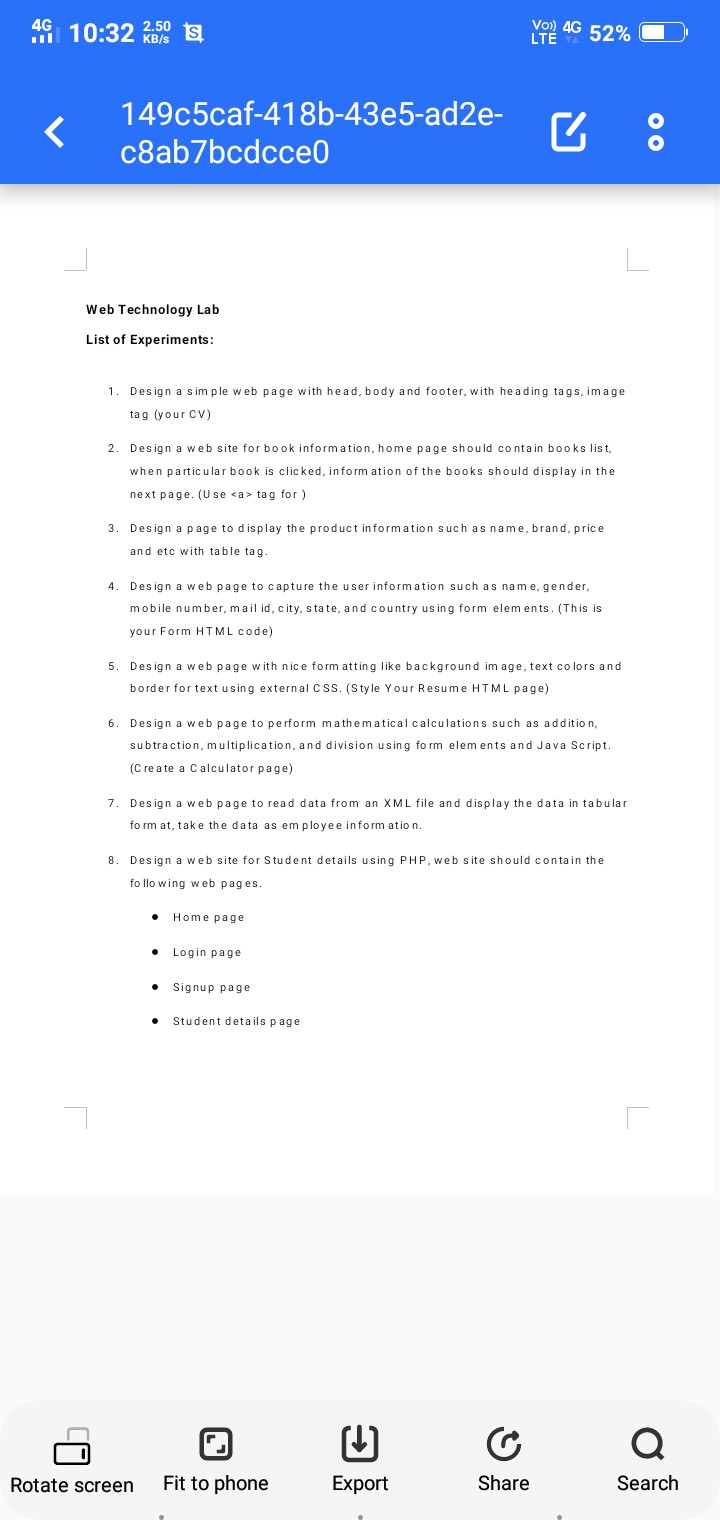 4G 10:32 2.50 KB/s S Vo)) LTE 4G 52%
149c5caf-418b-43e5-ad2e-
c8ab7bcdcce0
Web Technology Lab
List of Experiments:
1. Design a simple web page with head, body and footer, with heading tags, image
tag (your CV)
2. Design a web site for book information, home page should contain books list,
when particular book is clicked, information of the books should display in the
next page. (Use <a> tag for )
3. Design a page to display the product information such as name, brand, price
and etc with table tag.
4. Design a web page to capture the user information such as name, gender,
mobile number, mail id, city, state, and country using form elements. (This is
your Form HTML code)
5. Design a web page with nice formatting like background image, text colors and
border for text using external CSS. (Style Your Resume HTML page)
6. Design a web page to perform mathematical calculations such as addition,
subtraction, multiplication, and division using form elements and Java Script.
(Create a Calculator page)
7. Design a web page to read data from an XML file and display the data in tabular
format, take the data as employee information.
8. Design a web site for Student details using PHP, web site should contain the
following web pages.
• Home page
• Login page
• Signup page
• Student details page
Rotate screen Fit to phone Export Share Search